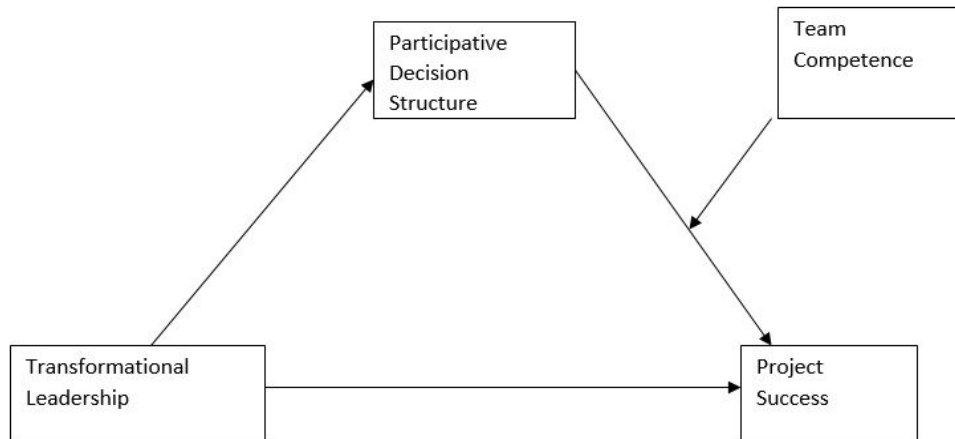 Participative
Decision
Structure
Team
Competence
Transformational
Leadership
Project
Success